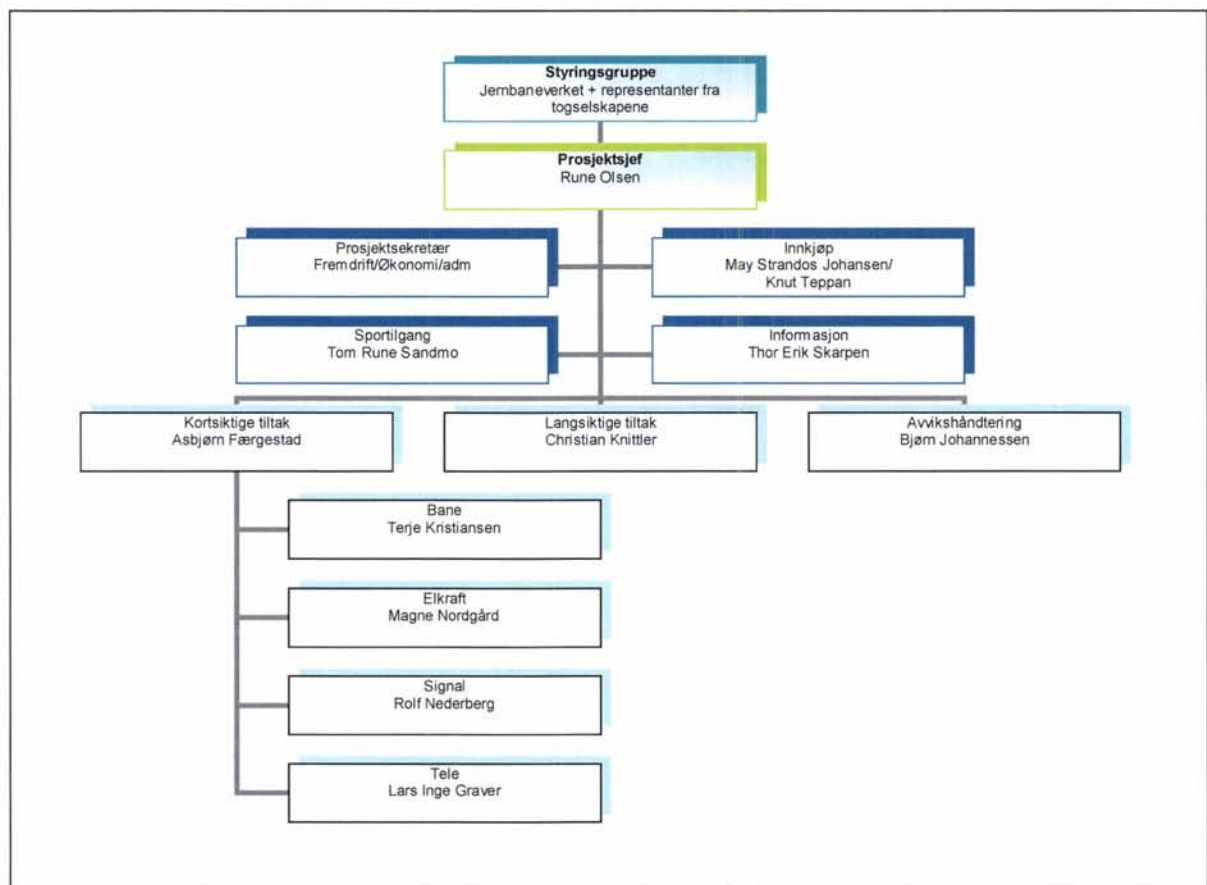 Styringsgruppe
Jernbaneverket + representanter fra
togselskapene
Prosjektsjef
Rune Olsen
Prosjektsekretær
Fremdrift/Økonomi/adm
Innkjøp
May Strandos Johansen/
Knut Teppan
Sportilgang
Tom Rune Sandmo
Informasjon
Thor Erik Skarpen
Kortsiktige tiltak
Asbjørn Færgestad
Langsiktige tiltak
Christian Knittler
Avvikshåndtering
Bjørn Johannessen
Bane
Terje Kristiansen
Elkraft
Magne Nordgård
Signal
Rolf Nederberg
Tele
Lars Inge Graver